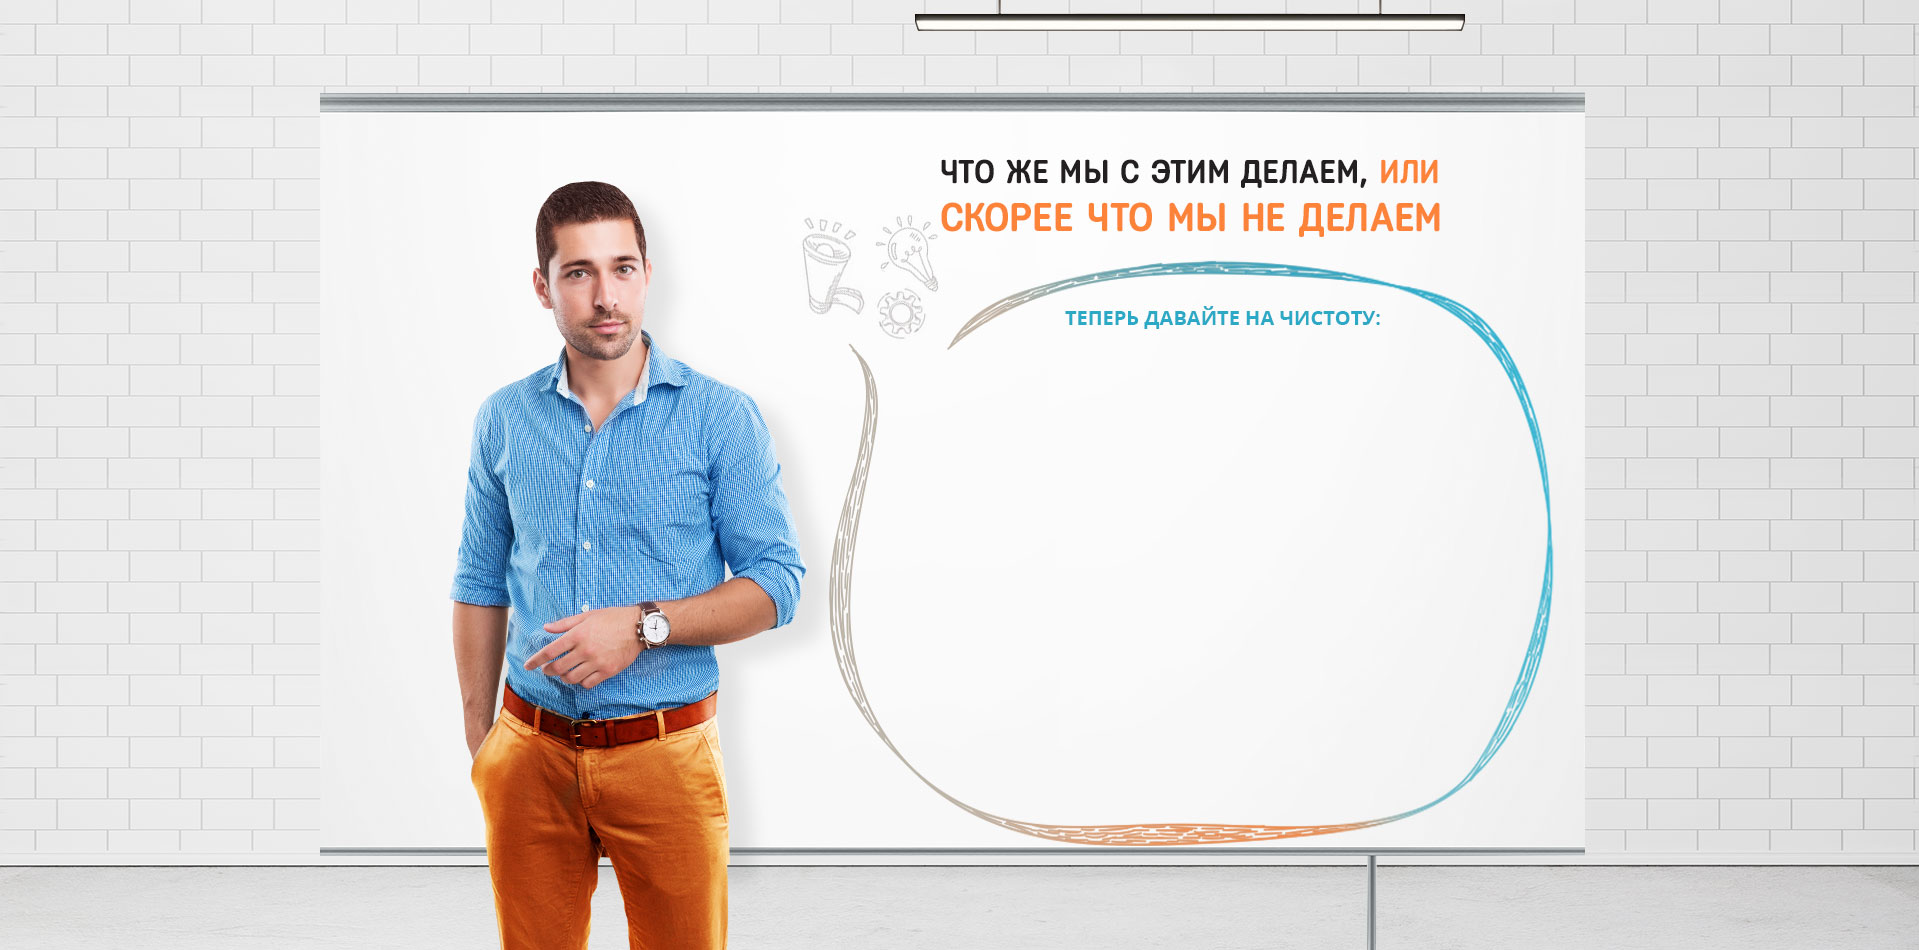 ЧТО ЖЕ МЫ С ЭТИМ ДЕЛАЕМ, ИЛИ
СКОРЕЕ ЧТО МЫ НЕ ДЕЛАЕМ
ТЕПЕРЬ ДАВАЙТЕ НА ЧИСТОТУ: